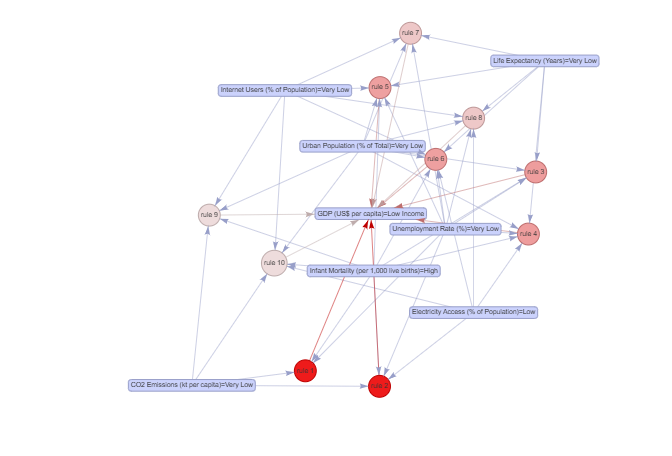 rule 7
Life Expectancy (Years)=Very Low
Internet Users (% of Population)=Very Low
rule 5
rule 8
Urban Population (% of Total)=Very Low
rule 6
rule 3
rule 9
GDP (US$ per capita)=Low Income
Unemployment Rate (%)=Very Low
rule 4
rule 10
Infant Mortality (per 1,000 live births)=High
Electricity Access (% of Population)=Low
rule 1
CO2 Emissions (kt per capita)=Very Low
rule 2